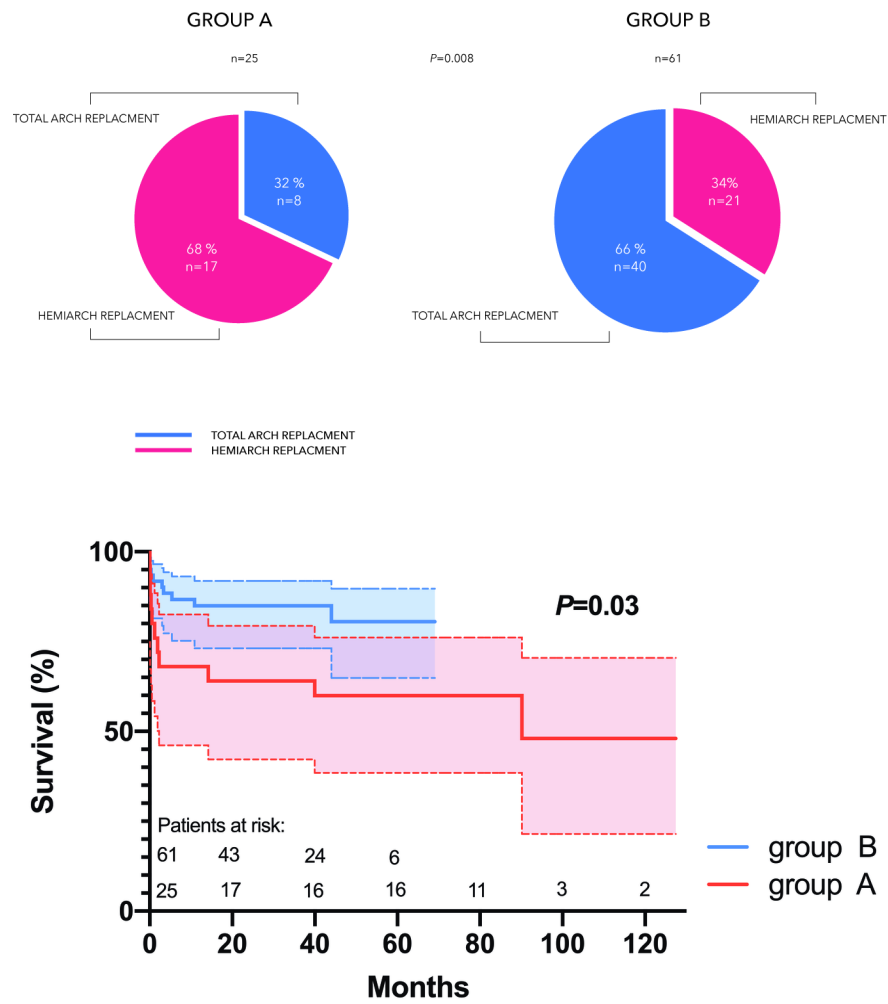 GROUP A
GROUP B
n=25
P=0.008
n=61
TOTAL ARCH REPLACMENT
HEMIARCH REPLACMENT
32 %
n=8
34%
n=21
68 %
n=17
66 %
n=40
HEMIARCH REPLACMENT
TOTAL ARCH REPLACMENT
TOTAL ARCH REPLACMENT
HEMIARCH REPLACMENT
100
P=0.03
Survival (%)
50
Patients at risk:
61 43 24 6
group B
25 17 16 16 11 3 2
group A
0
0 20 40 60 80 100 120
Months